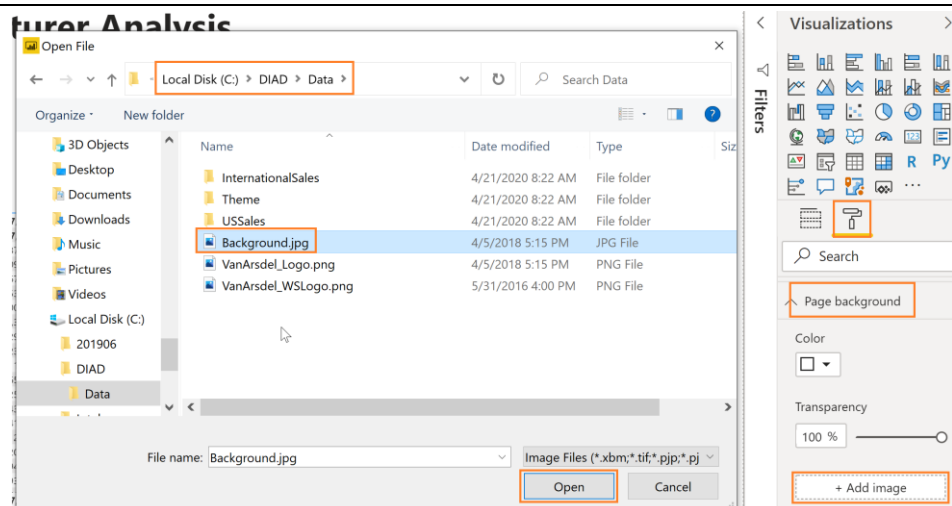 turer Analysis
Open File
Local Disk (C:) > DIAD > Data >
Search Data
Organize
New folder
Name
Date modified
Type
Siz
3D Objects
Desktop
Documents
Downloads
Music
Pictures
Videos
Local Disk (C:)
201906
DIAD
Data
InternationalSales 4/21/2020 8:22 AM File folder
Theme 4/21/2020 8:22 AM File folder
USSales 4/21/2020 8:22 AM File folder
Background.jpg 4/5/2018 5:15 PM JPG File
VanArsdel_Logo.png 4/5/2018 5:15 PM PNG File
VanArsdel_WSLogo.png 5/31/2016 4:00 PM PNG File
File name: Background.jpg
Image Files (*.xbm;*.tif;*.pjp;*.pj
Open
Cancel
Filters
Visualizations
123
R Py
Search
Page background
Color
Transparency
100 %
+ Add image